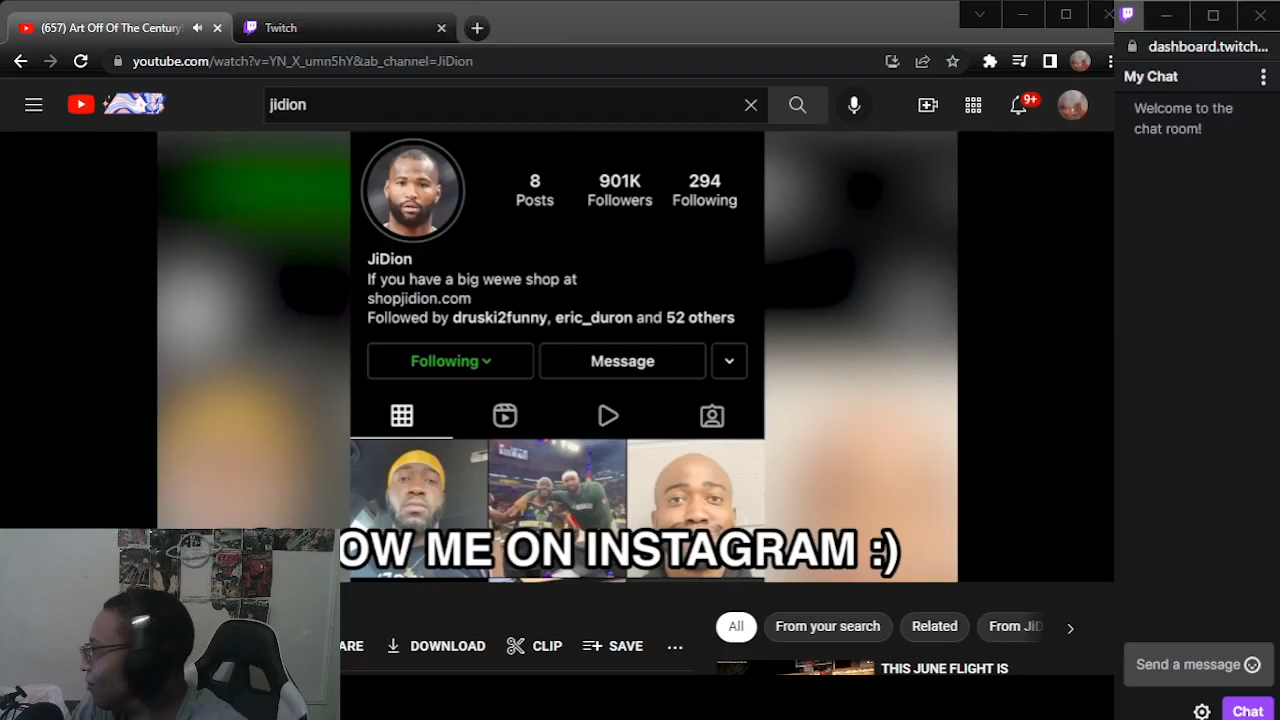 (657) Art Off Of The Century
Twitch
youtube.com/watch?v=YN_X_umn5hY&ab_channel=JiDion
dashboard.twitch...
My Chat
Welcome to the
chat room!
jidion
9+
8
901K
294
Posts
Followers
Following
JiDion
If you have a big wewe shop at
shopjidion.com
Followed by druski2funny, eric_duron and 52 others
Following
Message
OW ME ON INSTAGRAM :)
ARE
DOWNLOAD
CLIP
SAVE
All
From your search
Related
From JiD
THIS JUNE FLIGHT IS
Send a message
Chat